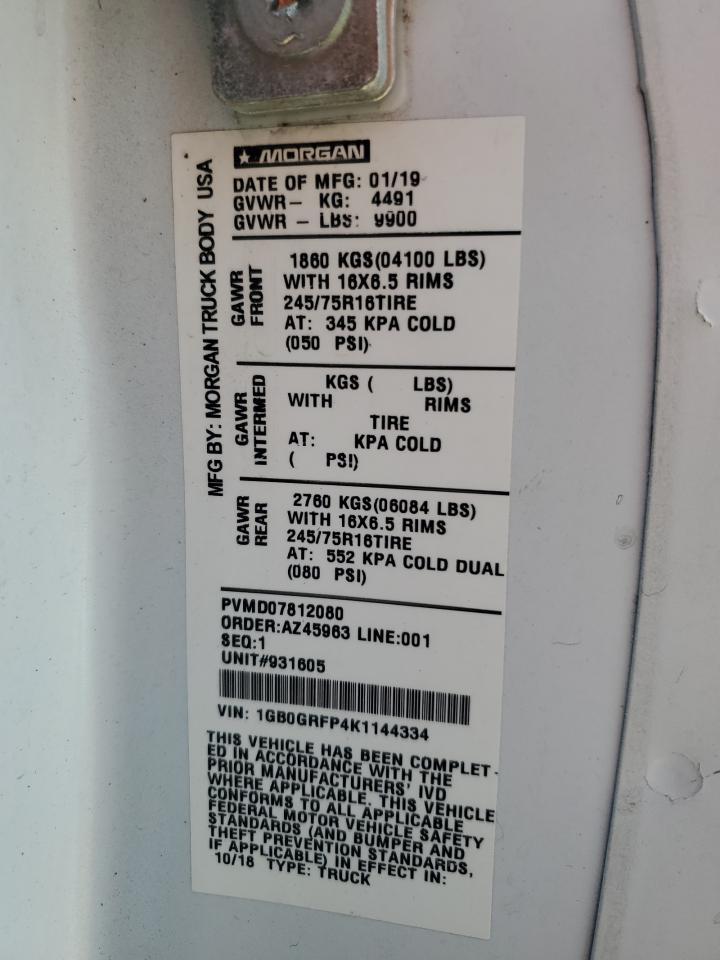 MFG BY: MORGAN TRUCK BODY USA
MORGAN
DATE OF MFG: 01/19
GVWR- KG: 4491
GVWR - LBS: 9900
GAWR FRONT
1860 KGS(04100 LBS)
WITH 16X6.5 RIMS
245/75R16TIRE
AT: 345 KPA COLD
(050 PSI)
GAWR INTERMED
KGS ( LBS)
WITH RIMS
TIRE
AT: KPA COLD
( PSI)
GAWR REAR
2760 KGS(06084 LBS)
WITH 16X6.5 RIMS
245/75R16TIRE
AT: 552 KPA COLD DUAL
(080 PSI)
PVMD07812080
ORDER:AZ45963 LINE:001
SEQ:1
UNIT#931605
VIN: 1GB0GRFP4K1144334
THIS VEHICLE HAS BEEN COMPLET-
ED IN ACCORDANCE WITH THE
PRIOR MANUFACTURERS' IVD
WHERE APPLICABLE. THIS VEHICLE
CONFORMS TO ALL APPLICABLE
FEDERAL MOTOR VEHICLE SAFETY
STANDARDS (AND BUMPER AND
THEFT PREVENTION STANDARDS,
IF APPLICABLE) IN EFFECT IN:
10/18 TYPE: TRUCK